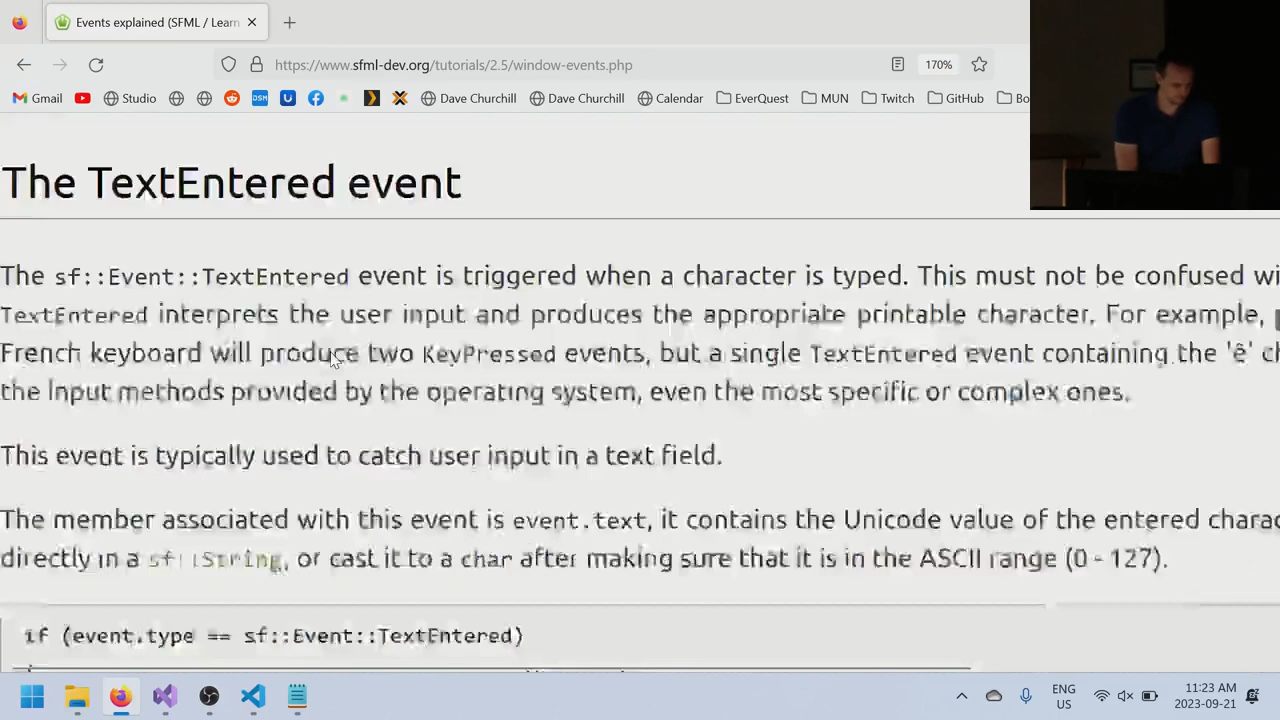 Events explained (SFML / Learn
https://www.sfml-dev.org/tutorials/2.5/window-events.php
170%
Gmail
Studio
DSM
Dave Churchill
Dave Churchill
Calendar
EverQuest
MUN
Twitch
GitHub
Bo
The TextEntered event
The sf::Event::TextEntered event is triggered when a character is typed. This must not be confused wi
TextEntered interprets the user input and produces the appropriate printable character. For example,
French keyboard will produce two KeyPressed events, but a single TextEntered event containing the 'ê' c
the Input methods provided by the operating system, even the most specific or complex ones.
This event is typically used to catch user input in a text field.
The member associated with this event is event.text, it contains the Unicode value of the entered charac
directly in a sf::String, or cast it to a char after making sure that it is in the ASCII range (0 - 127).
if (event.type == sf::Event::TextEntered)
ENG
US
11:23 AM
2023-09-21